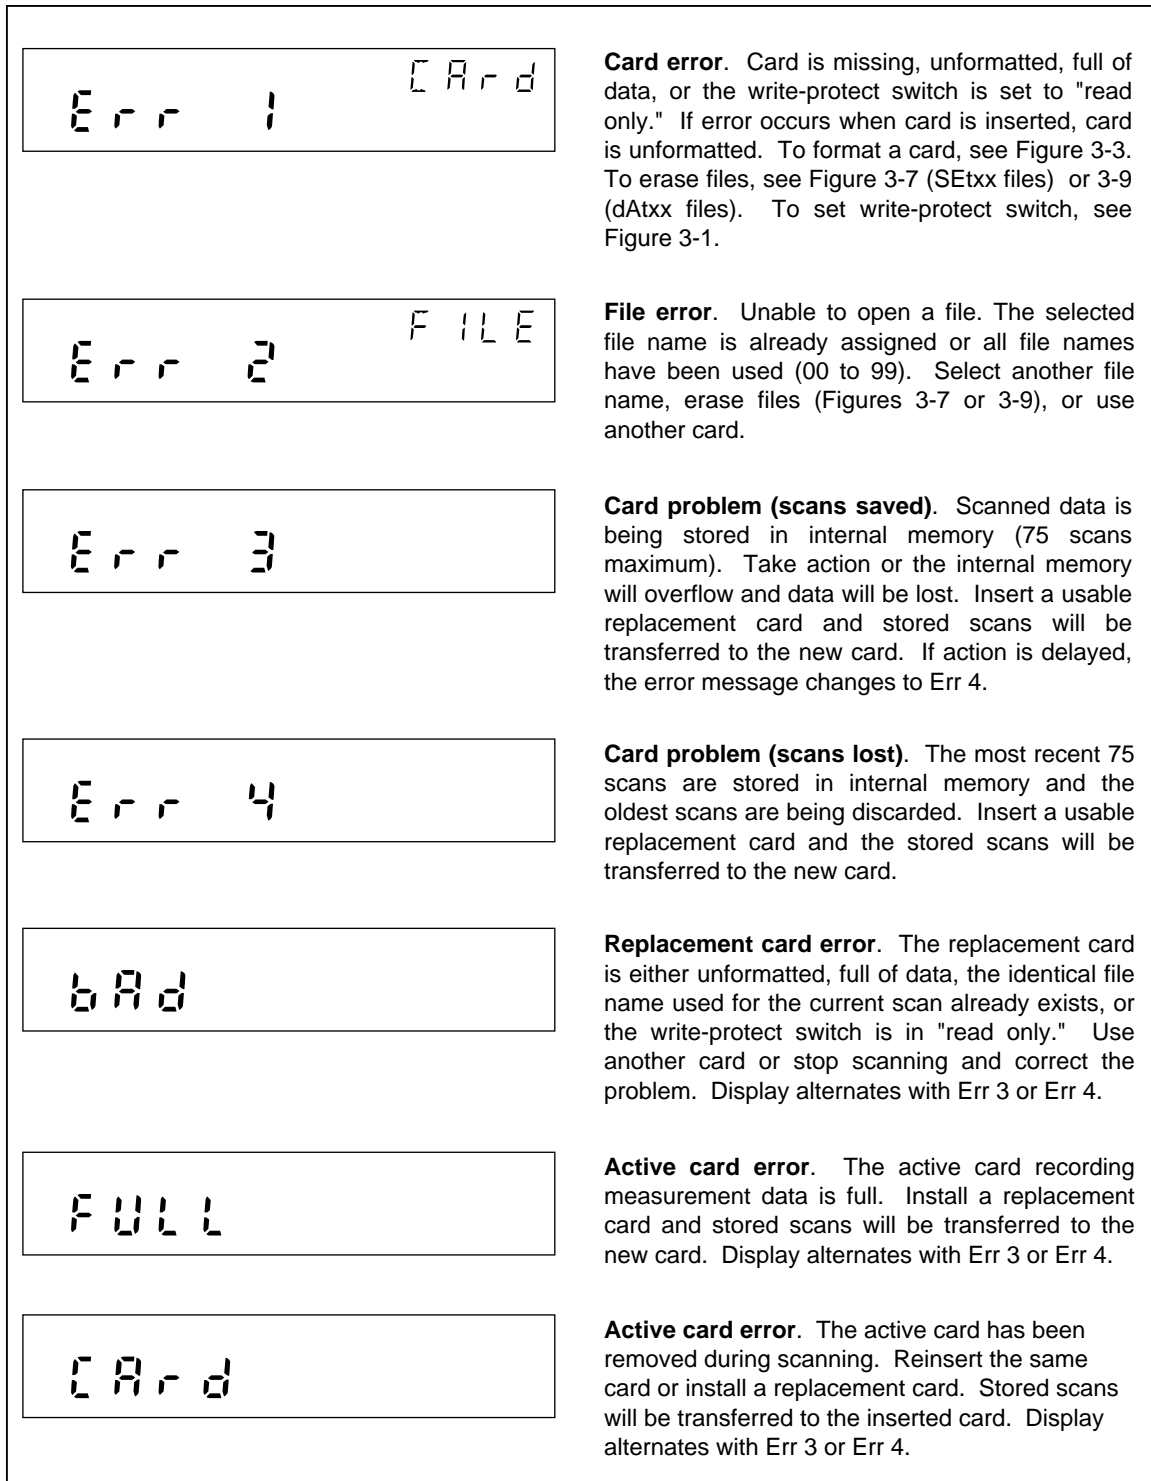 CArd
Err 1
Card error. Card is missing, unformatted, full of
data, or the write-protect switch is set to "read
only." If error occurs when card is inserted, card
is unformatted. To format a card, see Figure 3-3.
To erase files, see Figure 3-7 (SEtxx files) or 3-9
(dAtxx files). To set write-protect switch, see
Figure 3-1.
FILE
Err 2
File error. Unable to open a file. The selected
file name is already assigned or all file names
have been used (00 to 99). Select another file
name, erase files (Figures 3-7 or 3-9), or use
another card.
Err 3
Card problem (scans saved). Scanned data is
being stored in internal memory (75 scans
maximum). Take action or the internal memory
will overflow and data will be lost. Insert a usable
replacement card and stored scans will be
transferred to the new card. If action is delayed,
the error message changes to Err 4.
Err 4
Card problem (scans lost). The most recent 75
scans are stored in internal memory and the
oldest scans are being discarded. Insert a usable
replacement card and the stored scans will be
transferred to the new card.
bAd
Replacement card error. The replacement card
is either unformatted, full of data, the identical file
name used for the current scan already exists, or
the write-protect switch is in "read only." Use
another card or stop scanning and correct the
problem. Display alternates with Err 3 or Err 4.
FULL
Active card error. The active card recording
measurement data is full. Install a replacement
card and stored scans will be transferred to the
new card. Display alternates with Err 3 or Err 4.
CArd
Active card error. The active card has been
removed during scanning. Reinsert the same
card or install a replacement card. Stored scans
will be transferred to the inserted card. Display
alternates with Err 3 or Err 4.